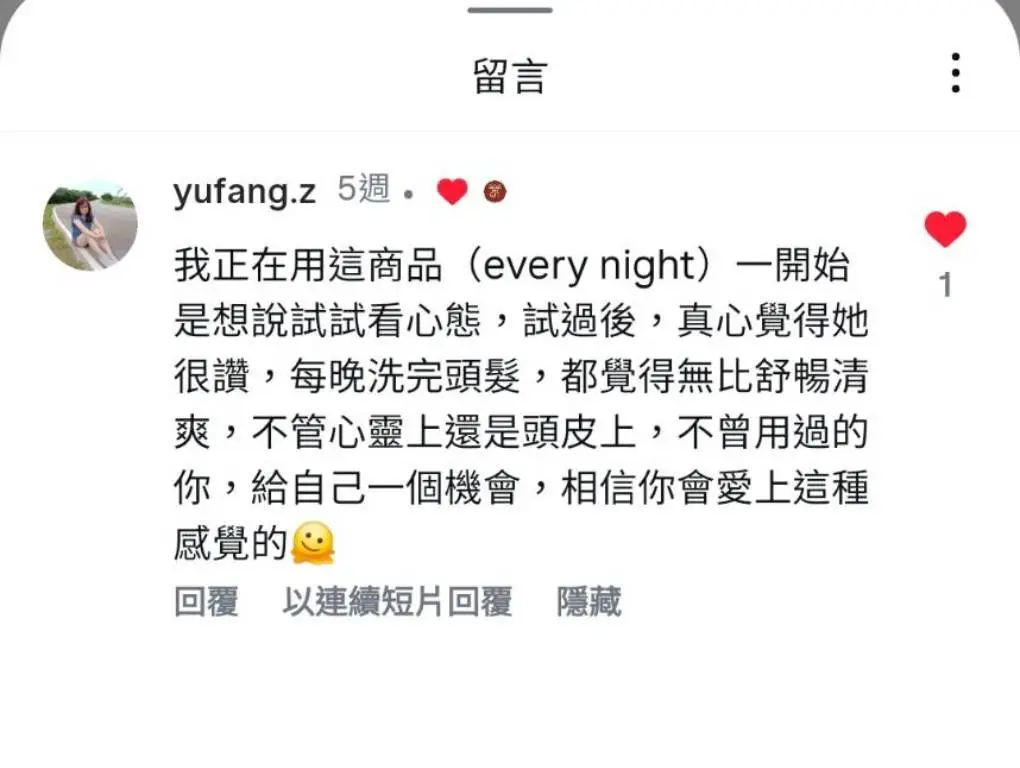 留言
yufang.z 5週
我正在用這商品（every night）一開始
是想說試試看心態，試過後，真心覺得她
很讚，每晚洗完頭髮，都覺得無比舒暢清
爽，不管心靈上還是頭皮上，不曾用過的
你，給自己一個機會，相信你會愛上這種
感覺的🫠
1
回覆 以連續短片回覆 隱藏